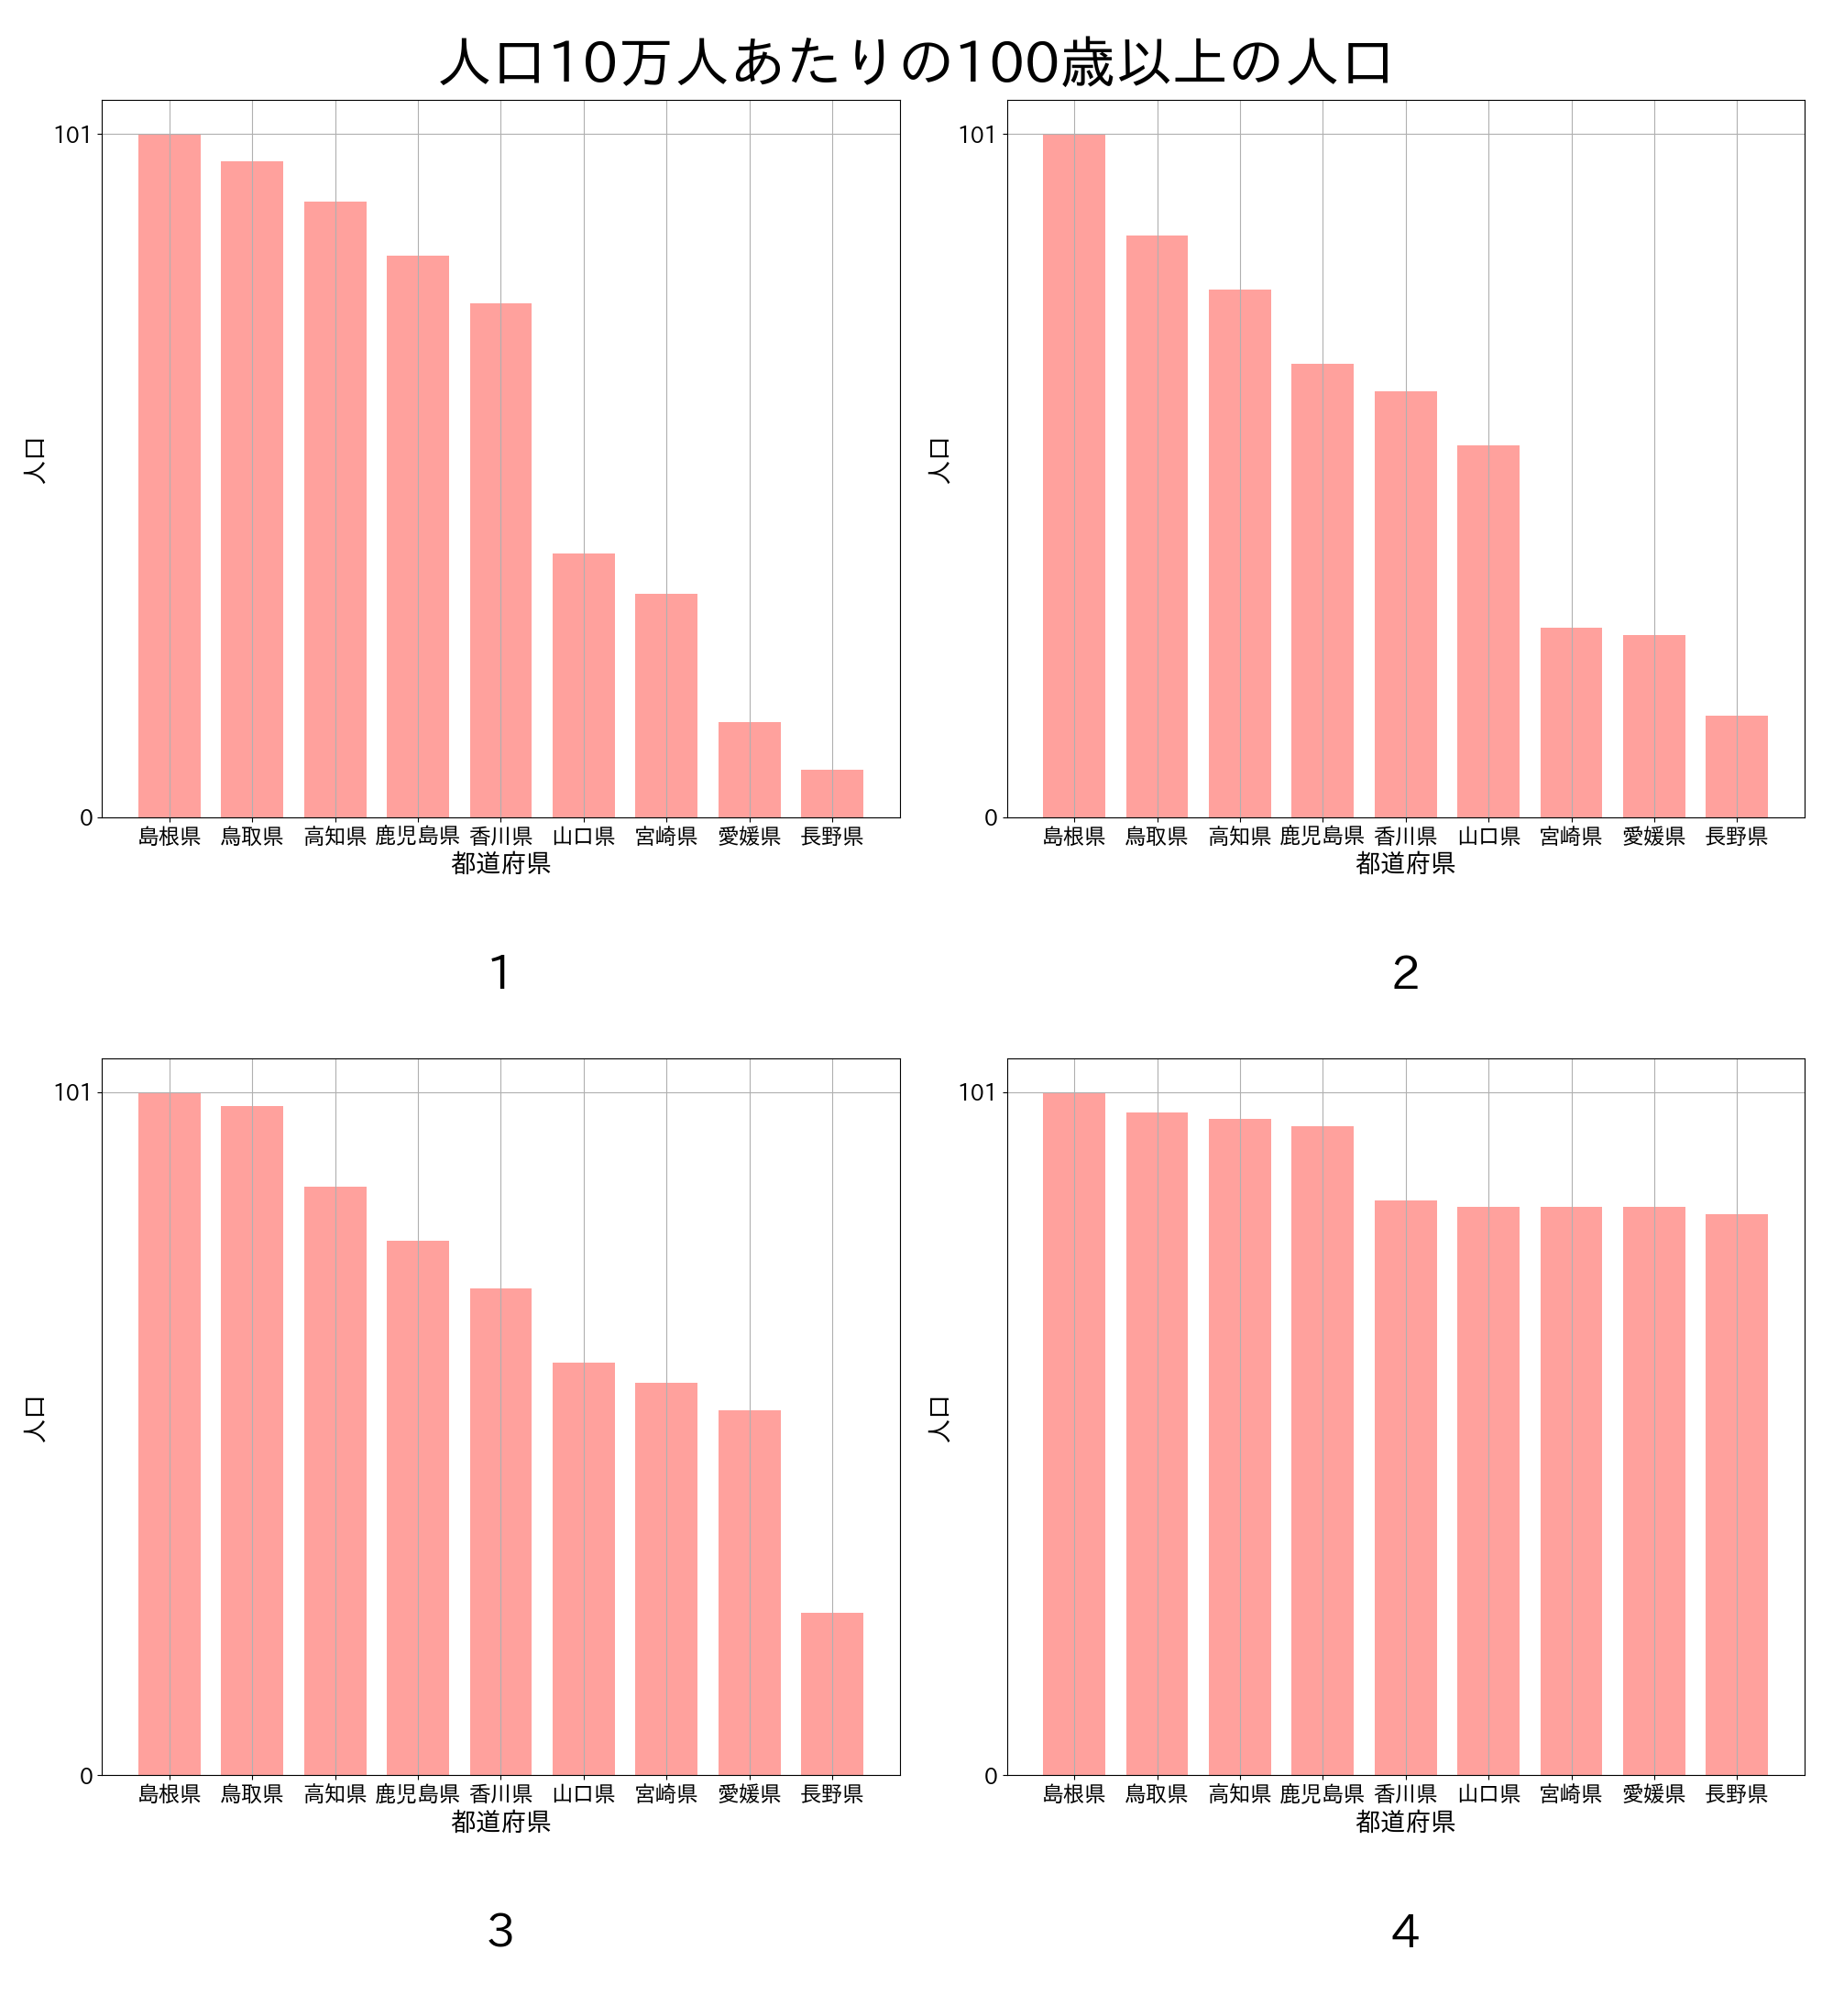 人口10万人あたりの100歳以上の人口
101
0
人口
島根県 鳥取県 高知県 鹿児島県 香川県 山口県 宮崎県 愛媛県 長野県
都道府県
1
101
0
人口
島根県 鳥取県 高知県 鹿児島県 香川県 山口県 宮崎県 愛媛県 長野県
都道府県
2
101
0
人口
島根県 鳥取県 高知県 鹿児島県 香川県 山口県 宮崎県 愛媛県 長野県
都道府県
3
101
0
人口
島根県 鳥取県 高知県 鹿児島県 香川県 山口県 宮崎県 愛媛県 長野県
都道府県
4